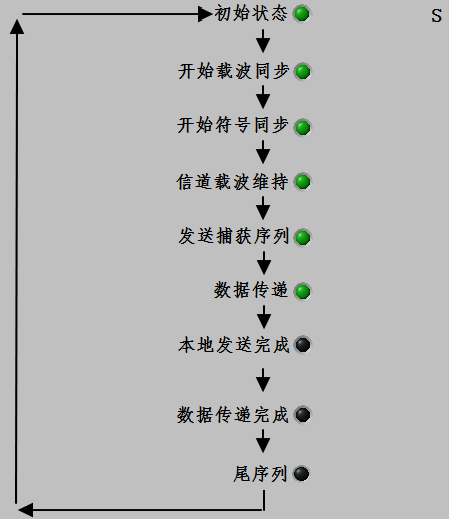 初始状态 S
开始载波同步
开始符号同步
信道载波维持
发送捕获序列
数据传递
本地发送完成
数据传递完成
尾序列